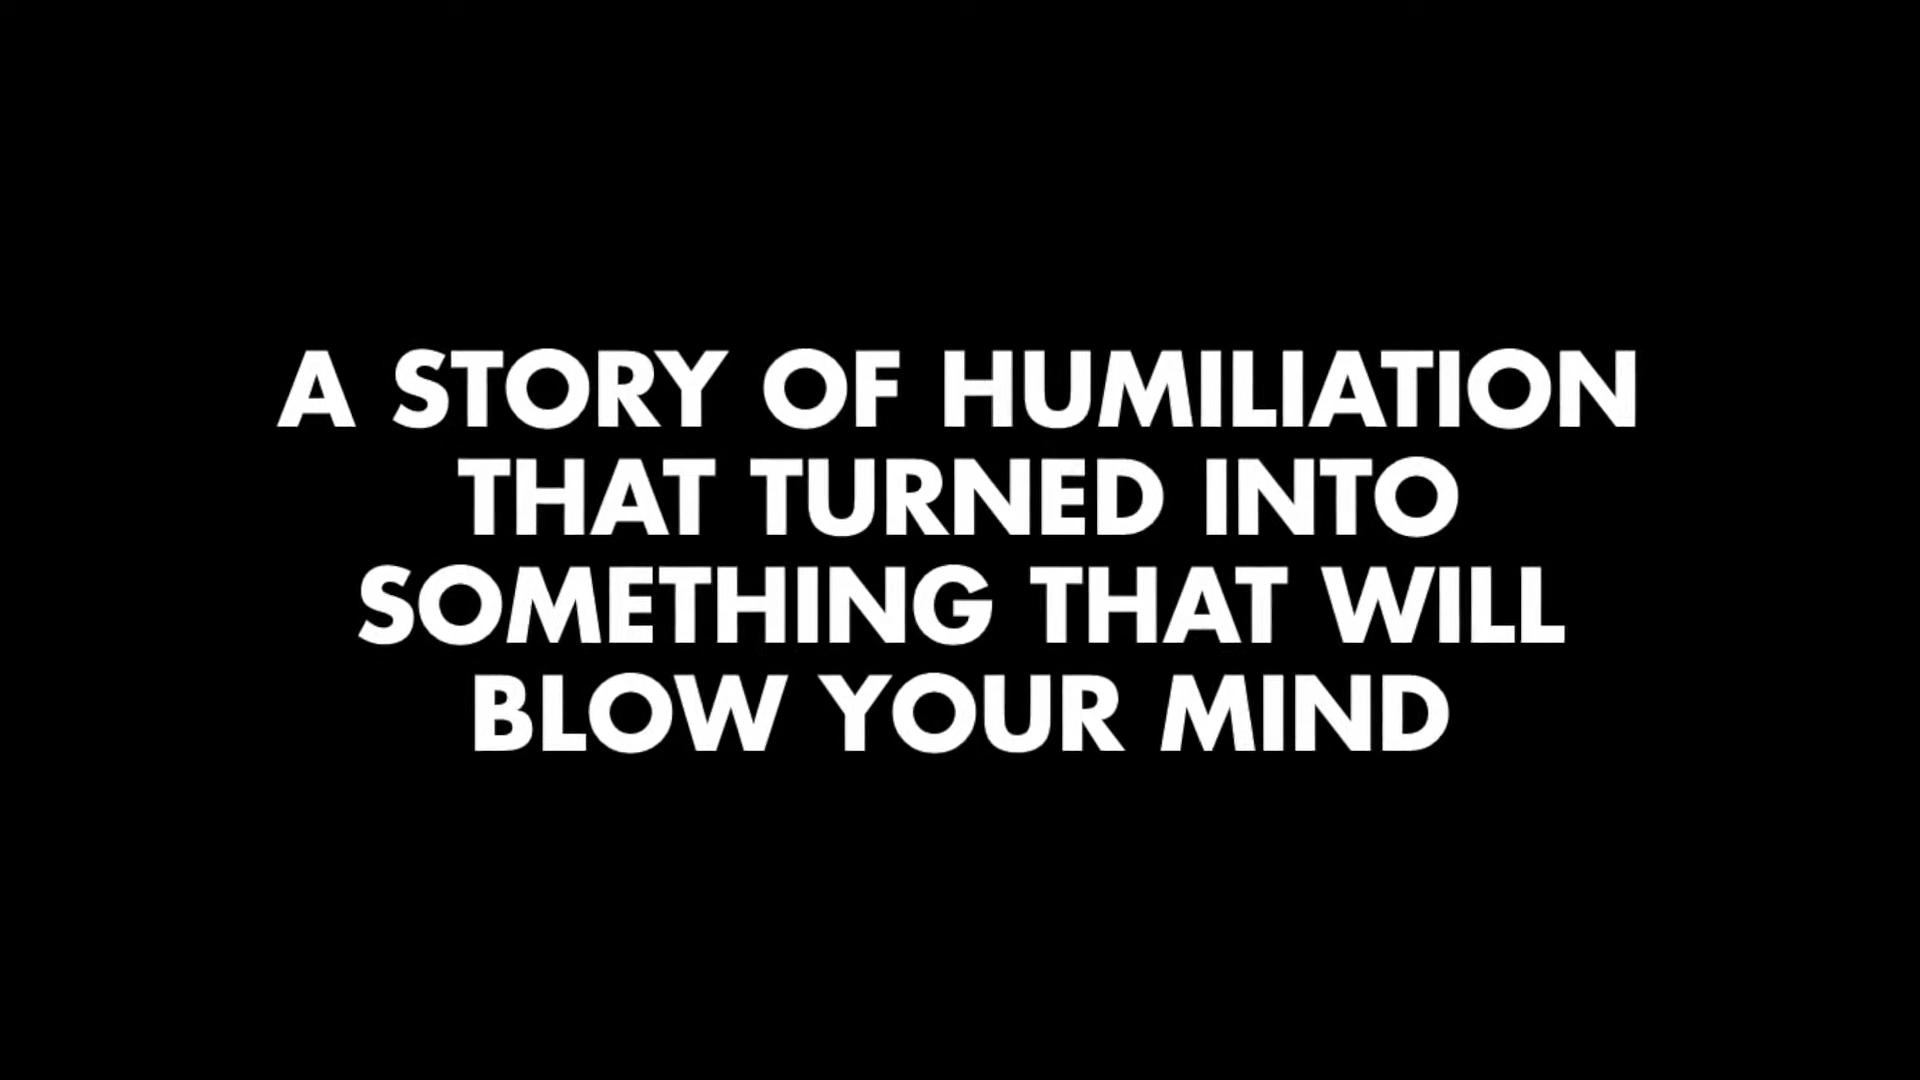 A STORY OF HUMILIATION
THAT TURNED INTO
SOMETHING THAT WILL
BLOW YOUR MIND